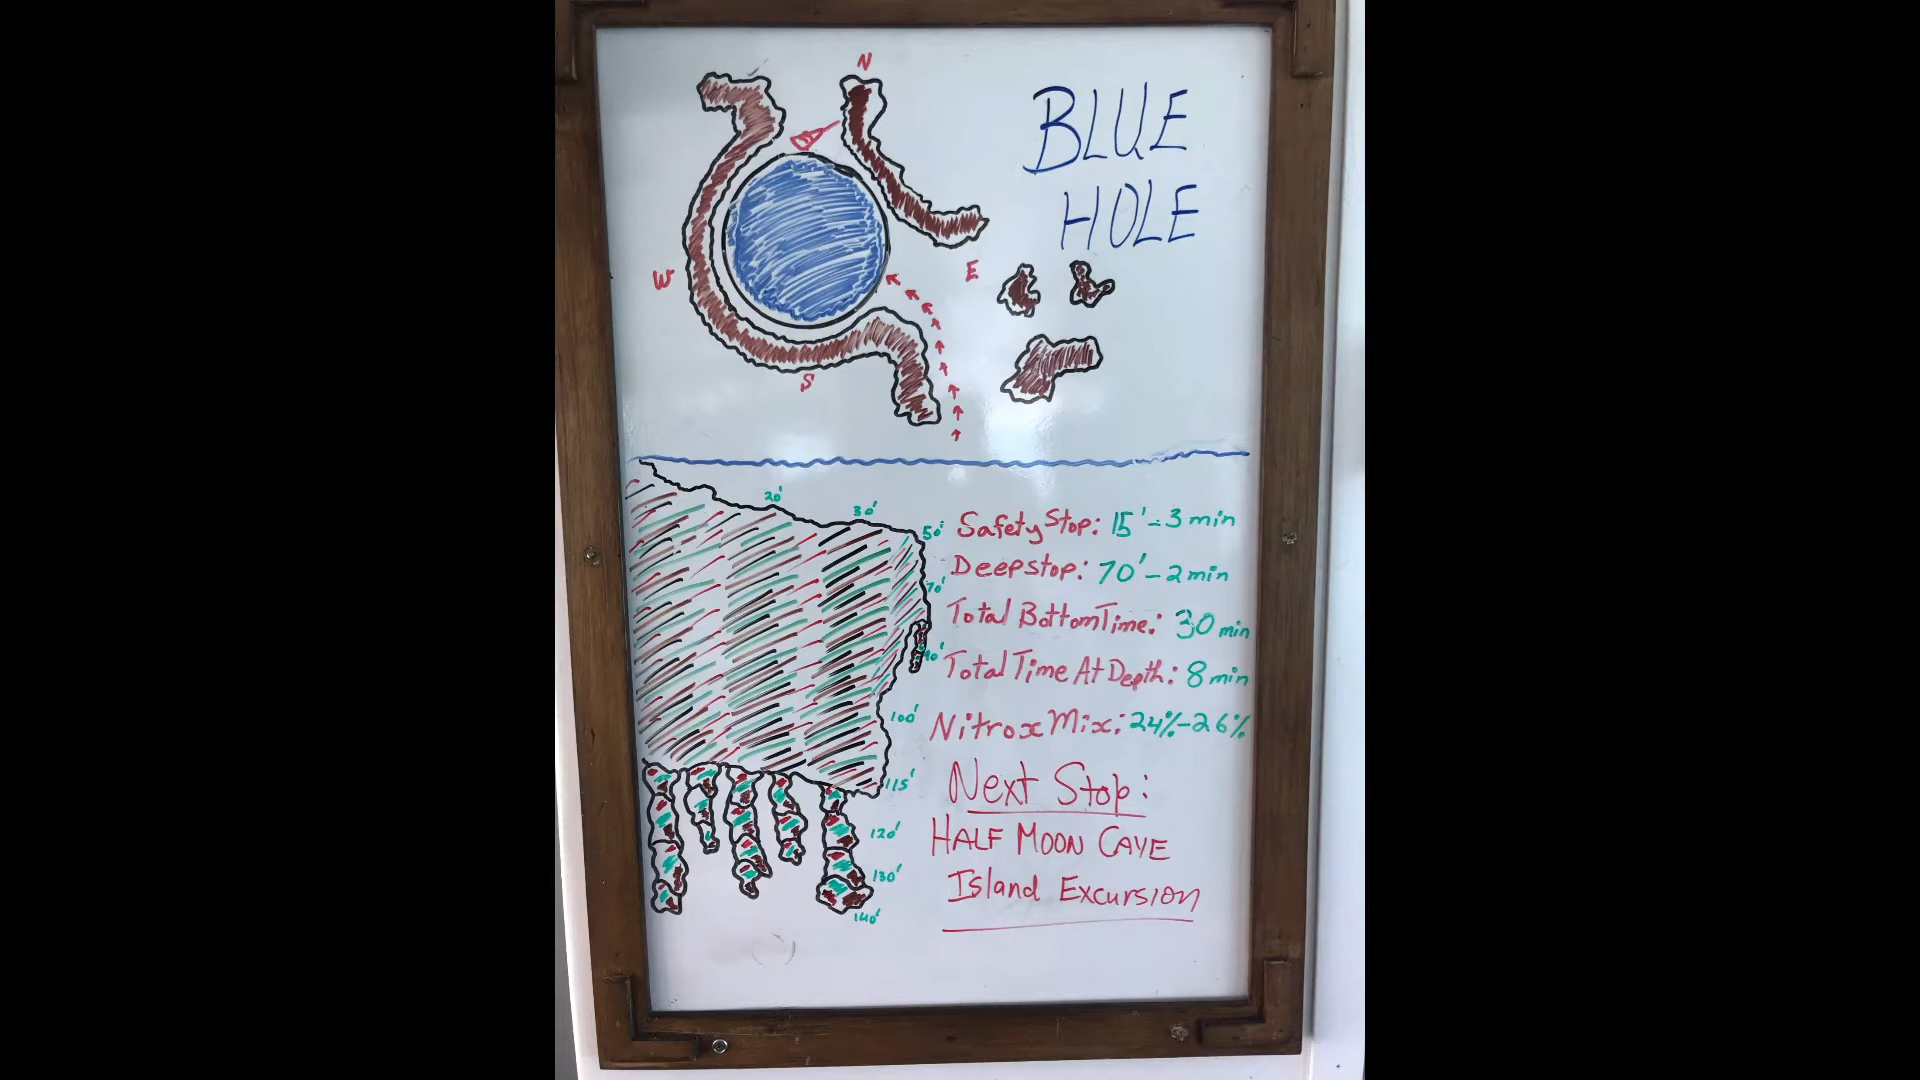 N
BLUE
HOLE
W
E
S
20'
30'
50'
Safety Stop: 15' - 3 min
Deepstop: 70' - 2 min
70'
Total Bottom Time: 30 min
90'
Total Time At Depth: 8 min
100'
Nitrox Mix: 24%-26%
115'
Next Stop:
120'
HALF MOON CAYE
130'
Island Excursion
140'